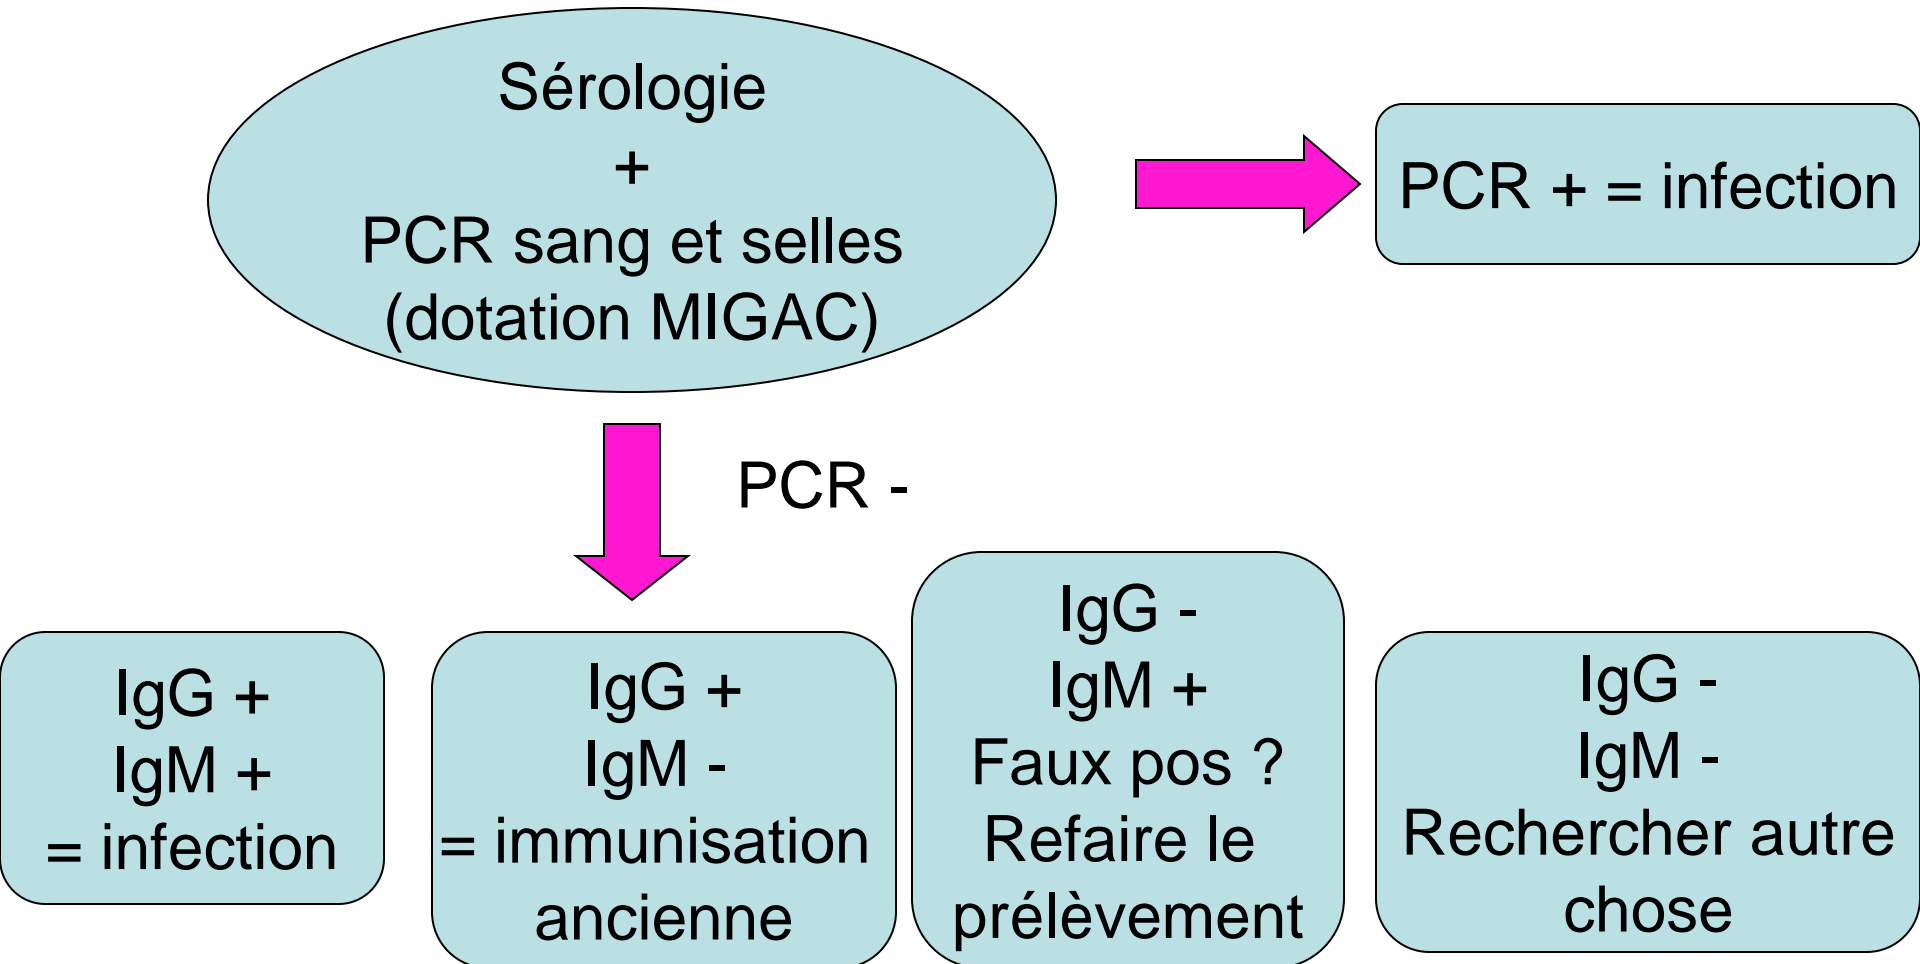 Sérologie
+
PCR sang et selles
(dotation MIGAC)
PCR + = infection
PCR -
IgG +
IgM +
= infection
IgG +
IgM -
= immunisation
ancienne
IgG -
IgM +
Faux pos ?
Refaire le
prélèvement
IgG -
IgM -
Rechercher autre
chose